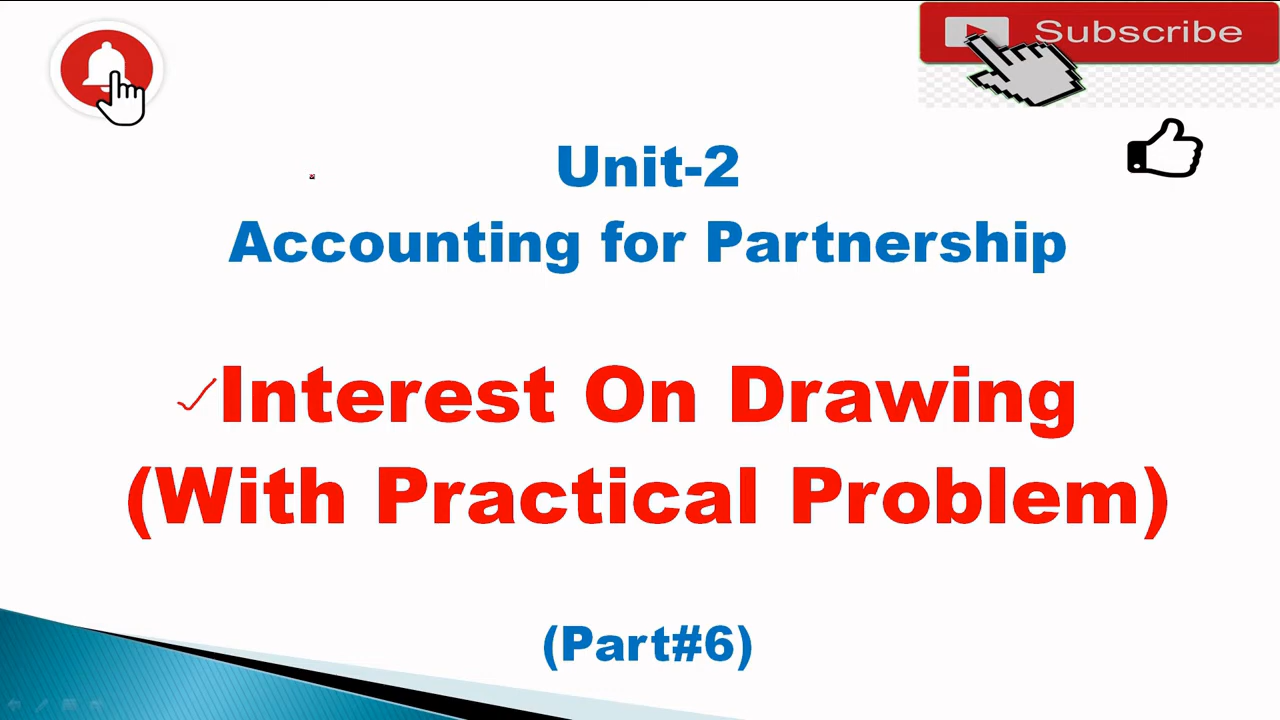 Subscribe
Unit-2
Accounting for Partnership
Interest On Drawing
(With Practical Problem)
(Part#6)